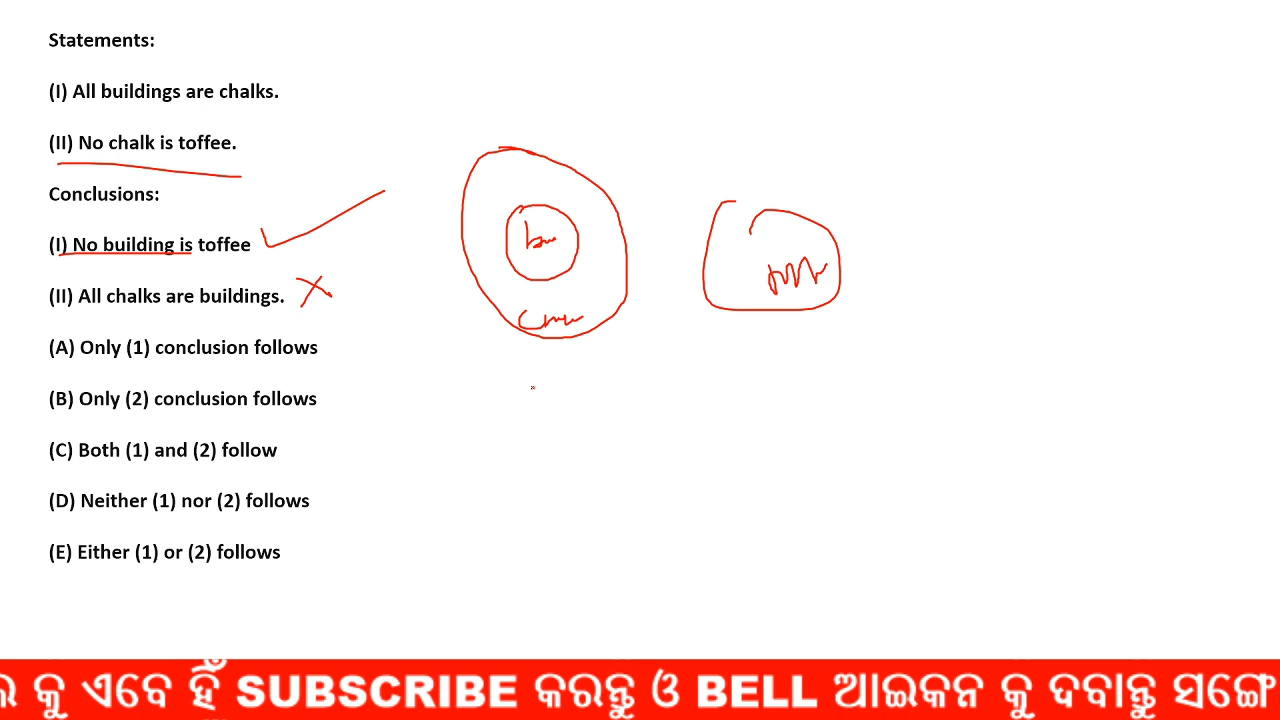 Statements:
(I) All buildings are chalks.
(II) No chalk is toffee.
Conclusions:
(I) No building is toffee
(II) All chalks are buildings.
(A) Only (1) conclusion follows
(B) Only (2) conclusion follows
(C) Both (1) and (2) follow
(D) Neither (1) nor (2) follows
(E) Either (1) or (2) follows
କୁ ଏବେ ହିଁ SUBSCRIBE କରନ୍ତୁ ଓ BELL ଆଇକନ କୁ ଦବାନ୍ତୁ ସଙ୍ଗେ